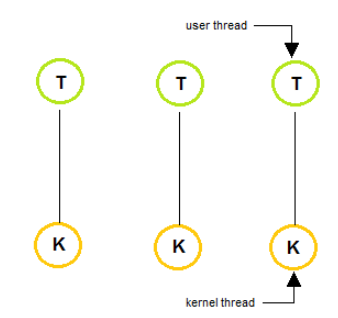 user thread
T T T
K K K
kernel thread